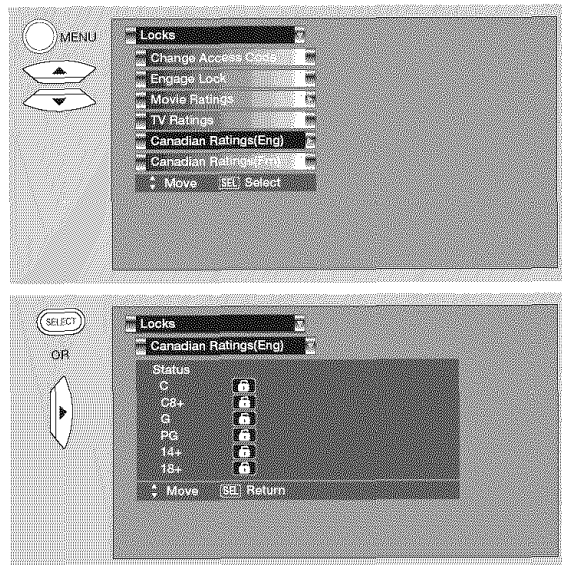 MENU
Locks
Change Access Code
Engage Lock
Movie Ratings
TV Ratings
Canadian Ratings(Eng)
Canadian Ratings(Frn)
Move SEL Select
SELECT
OR
Locks
Canadian Ratings(Eng)
Status
C
C8+
G
PG
14+
18+
Move SEL Return